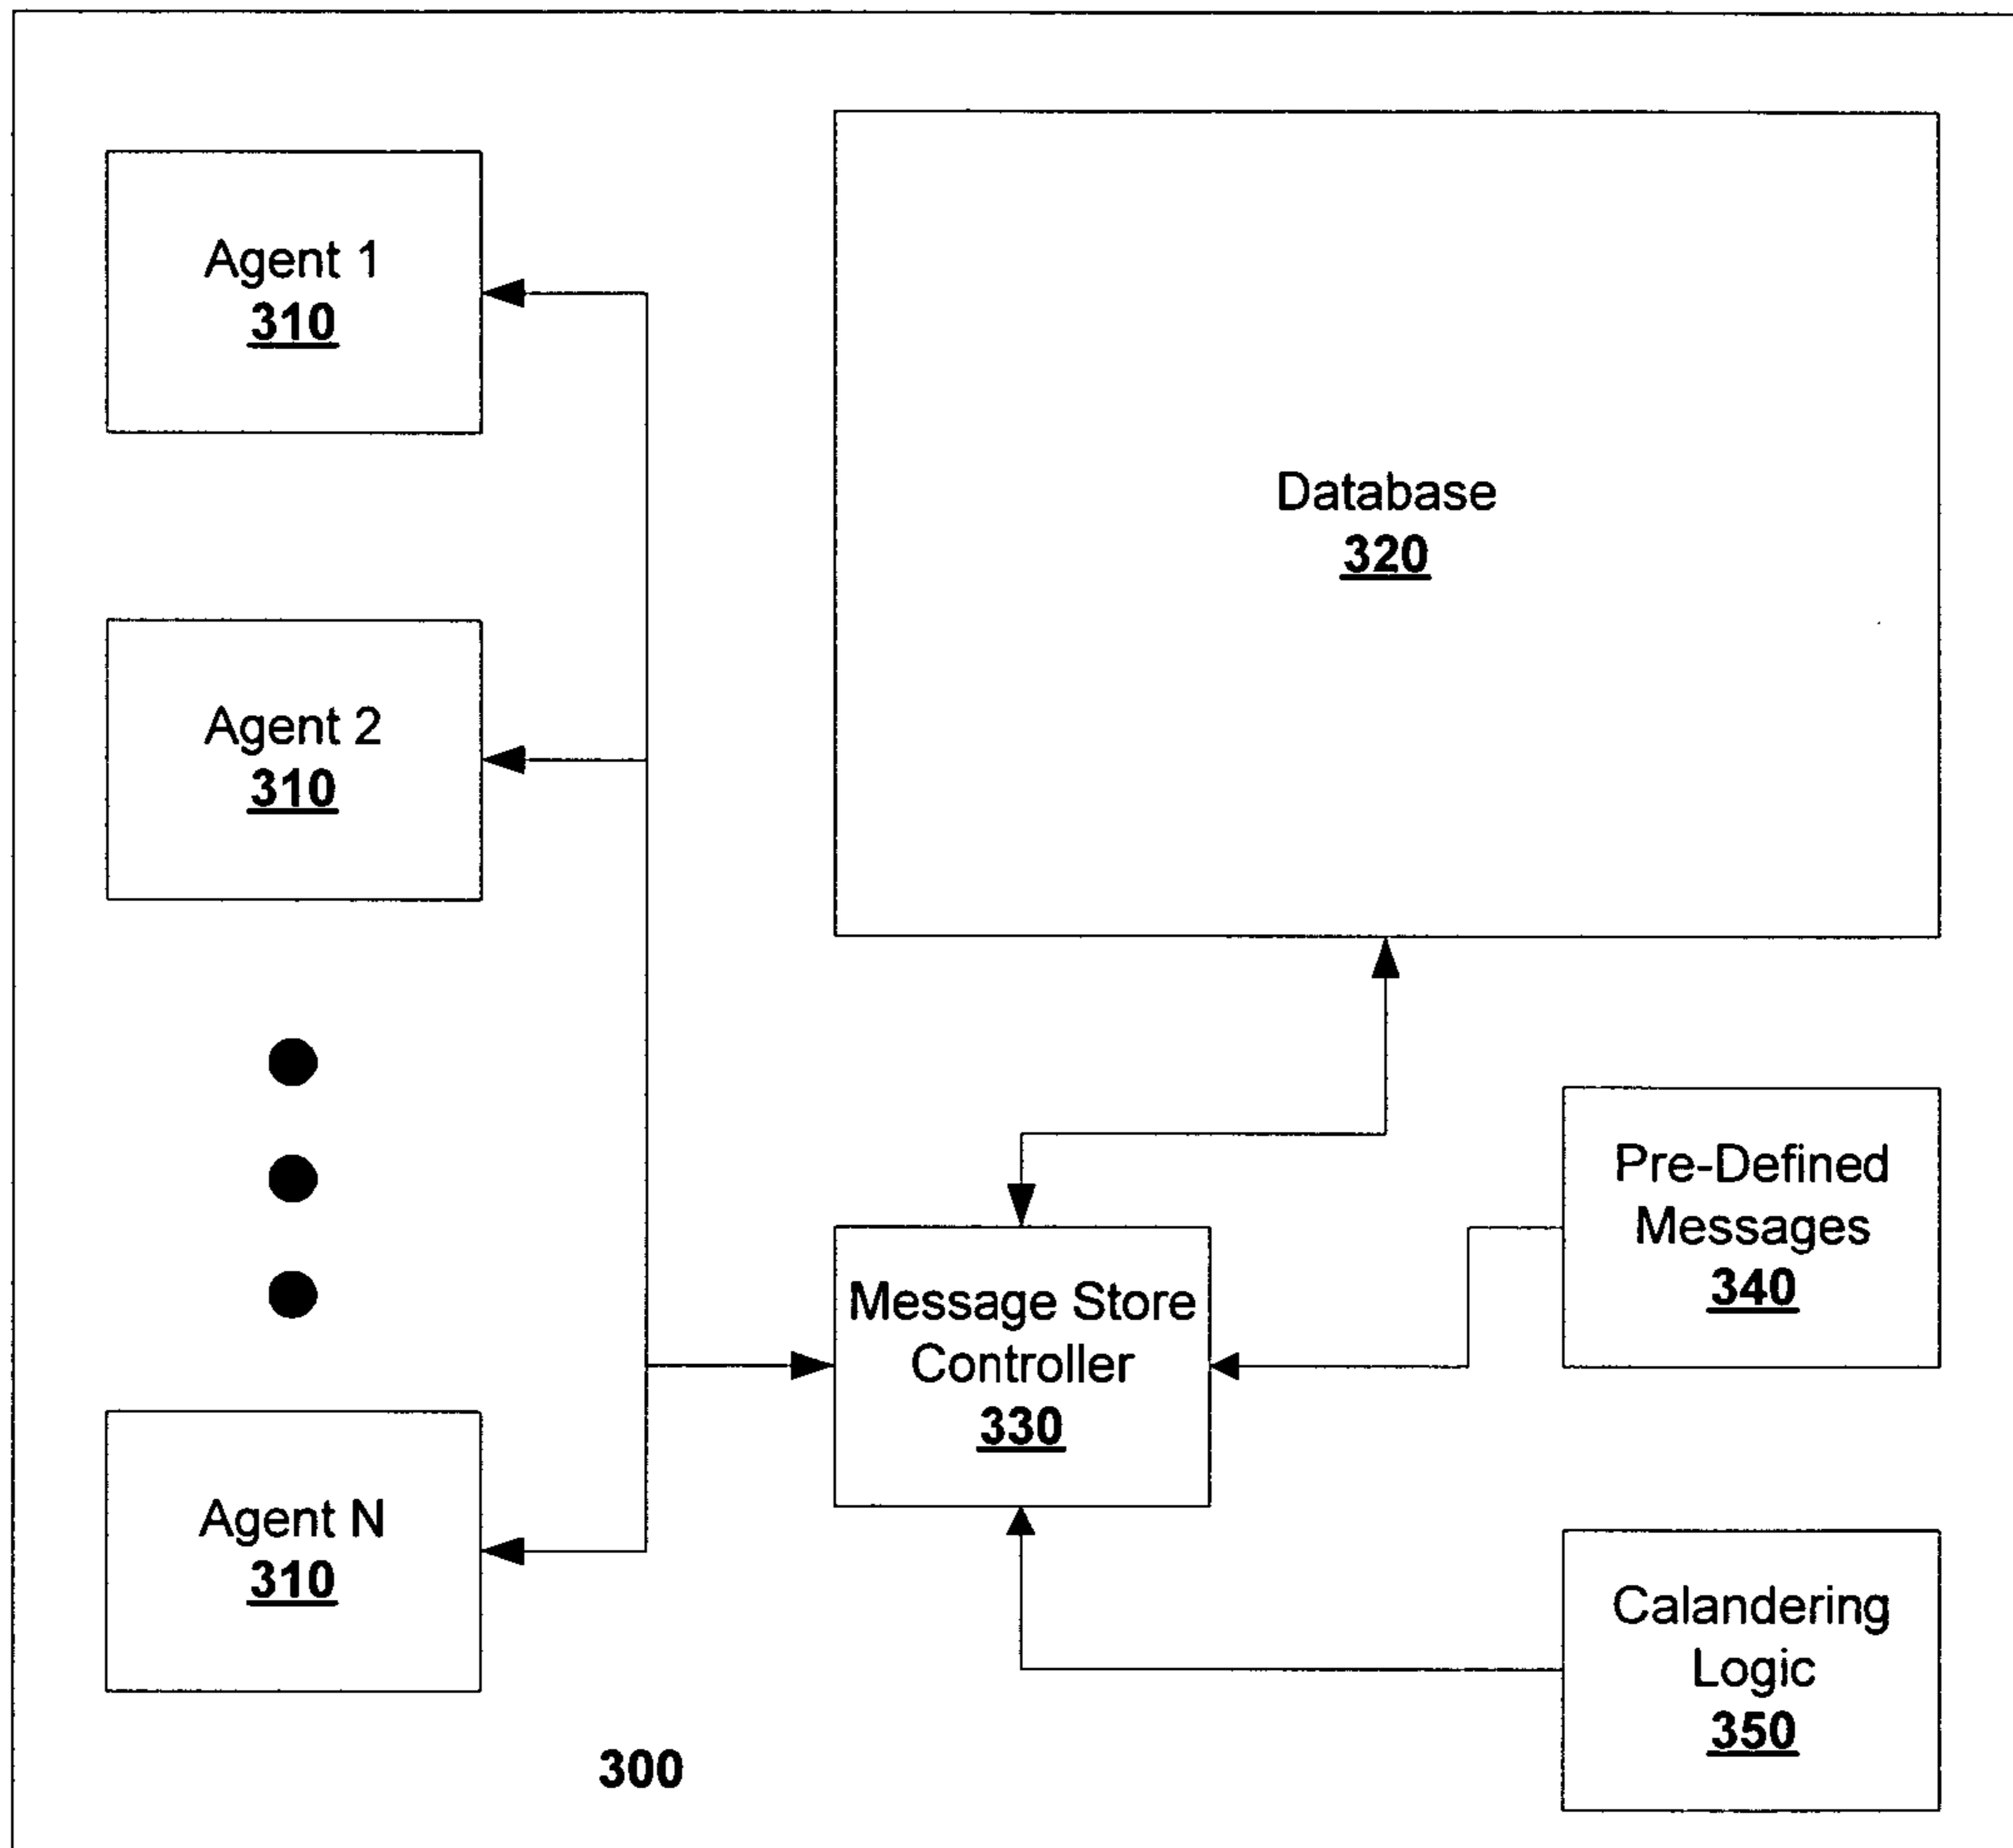 Agent 1
310
Agent 2
310
Agent N
310
Database
320
Message Store
Controller
330
Pre-Defined
Messages
340
Calandering
Logic
350
300